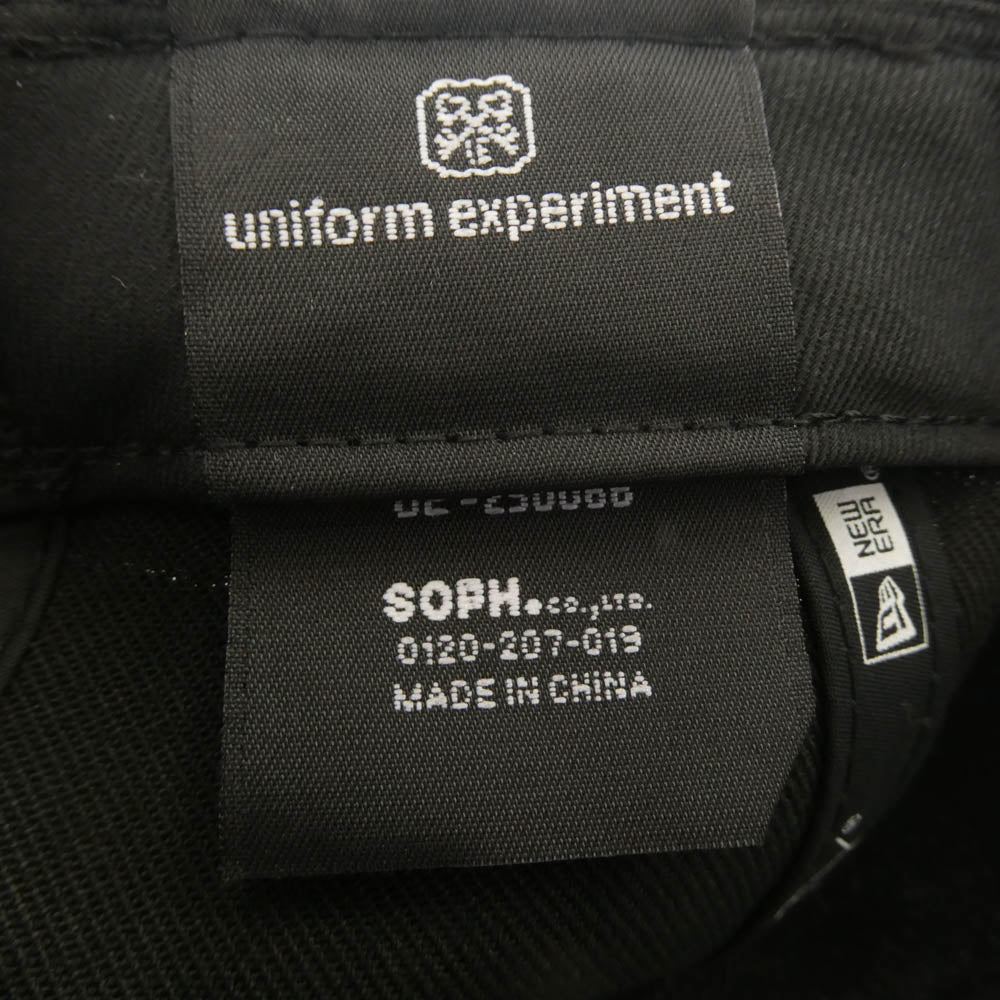 uniform experiment
SOPH.co.,LTD.
0120-207-019
MADE IN CHINA
NEW
ERA